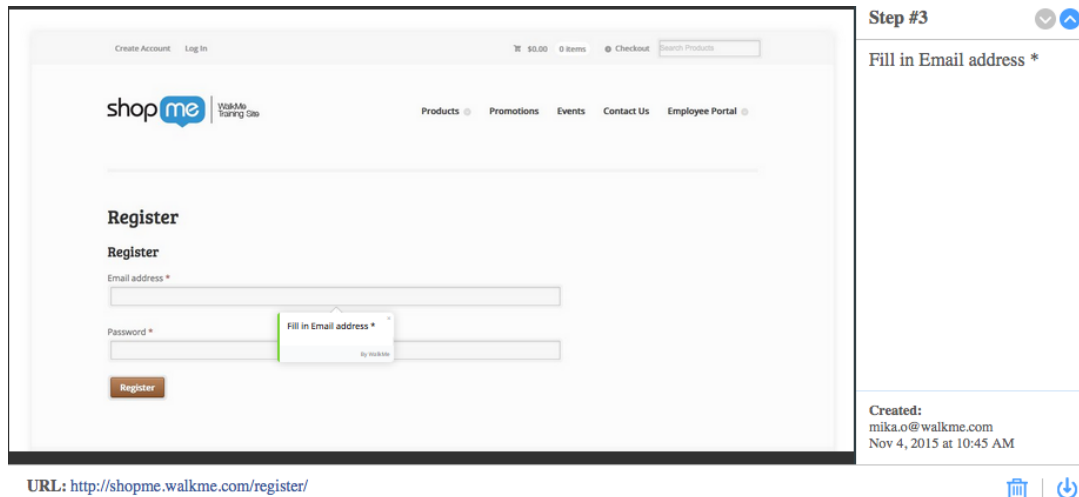 Create Account Log In $0.00 0 items Checkout Search Products
shop me WalkMe
Training Site
Products Promotions Events Contact Us Employee Portal
Register
Register
Email address *
Fill in Email address *
By WalkMe
Password *
Register
Step #3
Fill in Email address *
Created:
mika.o@walkme.com
Nov 4, 2015 at 10:45 AM
URL: http://shopme.walkme.com/register/